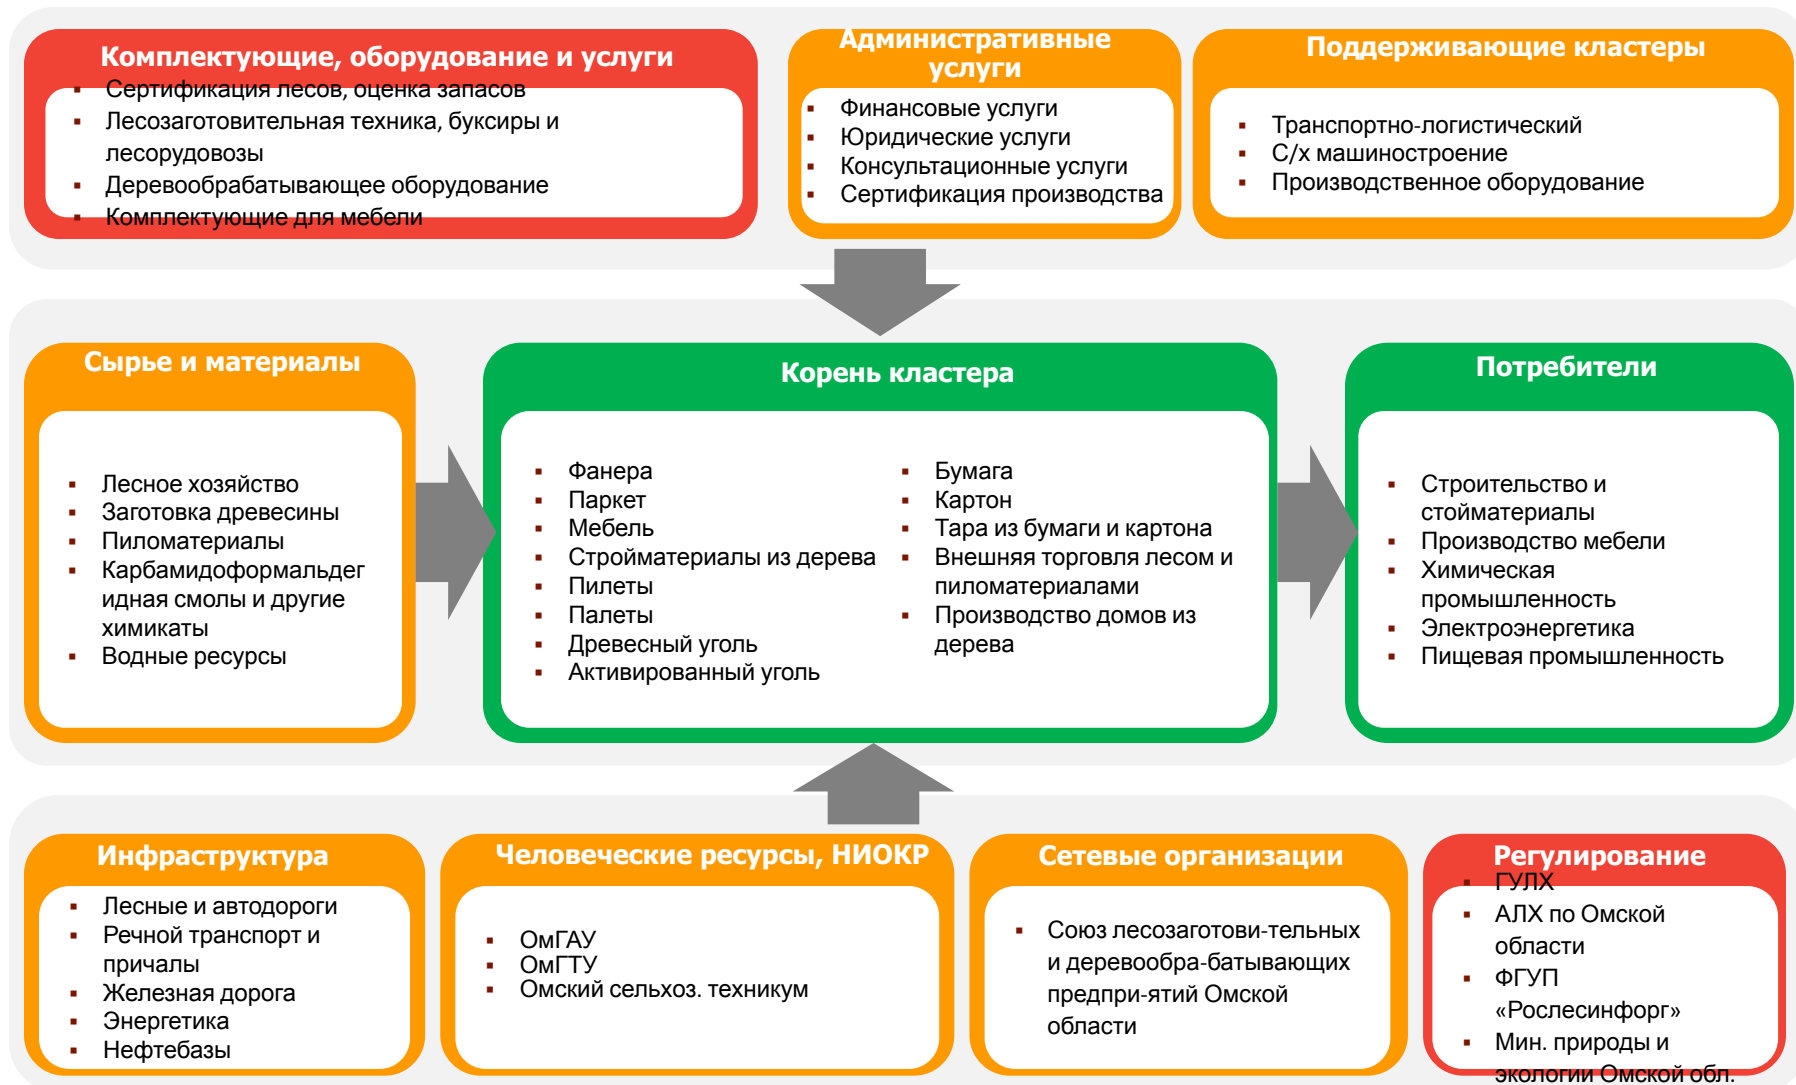 Комплектующие, оборудование и услуги
Сертификация лесов, оценка запасов
Лесозаготовительная техника, буксиры и
лесорудовозы
Деревообрабатывающее оборудование
Комплектующие для мебели
Административные
услуги
Финансовые услуги
Юридические услуги
Консультационные услуги
Сертификация производства
Поддерживающие кластеры
Транспортно-логистический
С/х машиностроение
Производственное оборудование
Сырье и материалы
Лесное хозяйство
Заготовка древесины
Пиломатериалы
Карбамидоформальдег
идная смолы и другие
химикаты
Водные ресурсы
Корень кластера
Фанера
Паркет
Мебель
Стройматериалы из дерева
Пилеты
Палеты
Древесный уголь
Активированный уголь
Бумага
Картон
Тара из бумаги и картона
Внешняя торговля лесом и
пиломатериалами
Производство домов из
дерева
Потребители
Строительство и
стойматериалы
Производство мебели
Химическая
промышленность
Электроэнергетика
Пищевая промышленность
Инфраструктура
Лесные и автодороги
Речной транспорт и
причалы
Железная дорога
Энергетика
Нефтебазы
Человеческие ресурсы, НИОКР
ОмГАУ
ОмГТУ
Омский сельхоз. техникум
Сетевые организации
Союз лесозаготови-тельных
и деревообра-батывающих
предпри-ятий Омской
области
Регулирование
ГУЛХ
АЛХ по Омской
области
ФГУП
«Рослесинфорг»
Мин. природы и
экологии Омской обл.